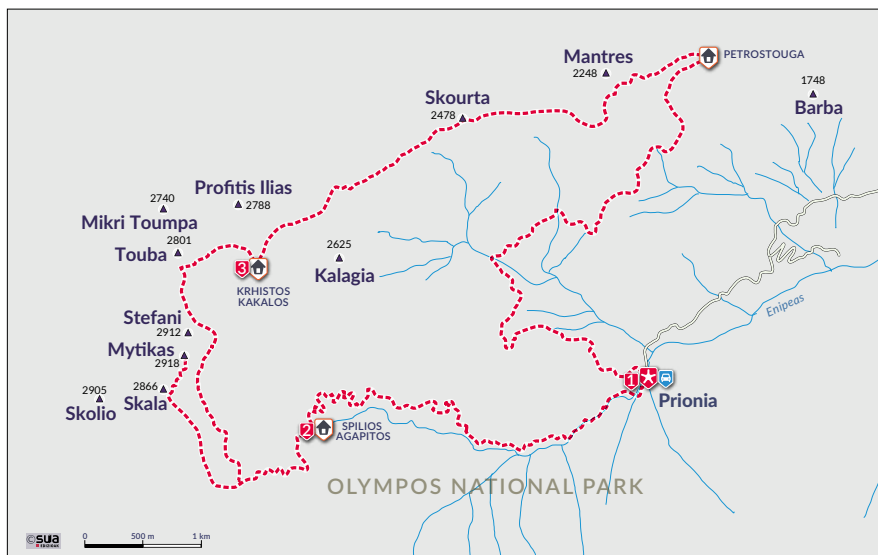 Mantres
2248
PETROSTOUGA
1748
Barba
Skourta
2478
Profitis Ilias
2788
2740
Mikri Toumpa
2801
Touba
2625
Kalagia
3
KRHISTOS
KAKALOS
Enipeas
Stefani
2912
Mytikas
2918
2866
Skala
2905
Skolio
1
Prionia
2
SPILIOS
AGAPITOS
OLYMPOS NATIONAL PARK
©SUA
EDIZIONI
0
500 m
1 km